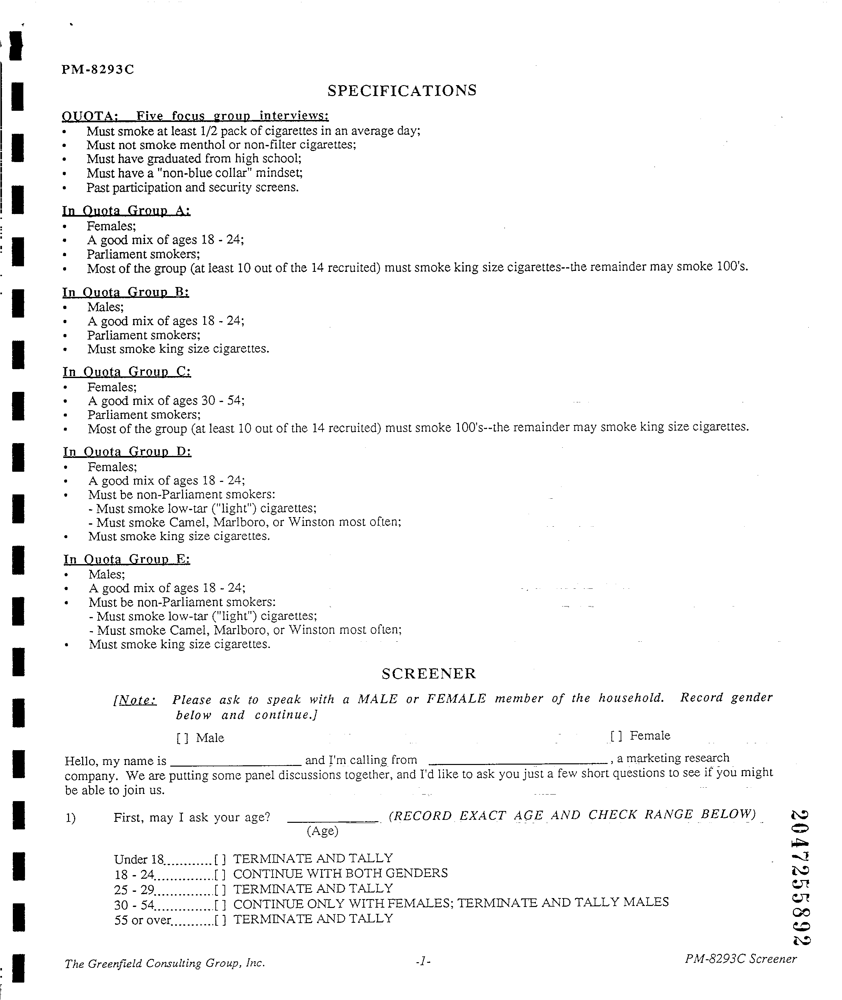 PM-8293C
SPECIFICATIONS
QUOTA: Five focus group interviews:
• Must smoke at least 1/2 pack of cigarettes in an average day;
• Must not smoke menthol or non-filter cigarettes;
• Must have graduated from high school;
• Must have a "non-blue collar" mindset;
• Past participation and security screens.
In Quota Group A:
• Females;
• A good mix of ages 18 - 24;
• Parliament smokers;
• Most of the group (at least 10 out of the 14 recruited) must smoke king size cigarettes--the remainder may smoke 100's.
In Quota Group B:
• Males;
• A good mix of ages 18 - 24;
• Parliament smokers;
• Must smoke king size cigarettes.
In Quota Group C:
• Females;
• A good mix of ages 30 - 54;
• Parliament smokers;
• Most of the group (at least 10 out of the 14 recruited) must smoke 100's--the remainder may smoke king size cigarettes.
In Quota Group D:
• Females;
• A good mix of ages 18 - 24;
• Must be non-Parliament smokers:
- Must smoke low-tar ("light") cigarettes;
- Must smoke Camel, Marlboro, or Winston most often;
• Must smoke king size cigarettes.
In Quota Group E:
• Males;
• A good mix of ages 18 - 24;
• Must be non-Parliament smokers:
- Must smoke low-tar ("light") cigarettes;
- Must smoke Camel, Marlboro, or Winston most often;
• Must smoke king size cigarettes.
SCREENER
[Note: Please ask to speak with a MALE or FEMALE member of the household. Record gender
below and continue.]
[ ] Male [ ] Female
Hello, my name is ____________________ and I'm calling from ___________________________, a marketing research
company. We are putting some panel discussions together, and I'd like to ask you just a few short questions to see if you might
be able to join us.
1) First, may I ask your age? ______________ (RECORD EXACT AGE AND CHECK RANGE BELOW)
(Age)
Under 18............[ ] TERMINATE AND TALLY
18 - 24..............[ ] CONTINUE WITH BOTH GENDERS
25 - 29..............[ ] TERMINATE AND TALLY
30 - 54..............[ ] CONTINUE ONLY WITH FEMALES; TERMINATE AND TALLY MALES
55 or over...........[ ] TERMINATE AND TALLY
2047255892
The Greenfield Consulting Group, Inc. -1- PM-8293C Screener